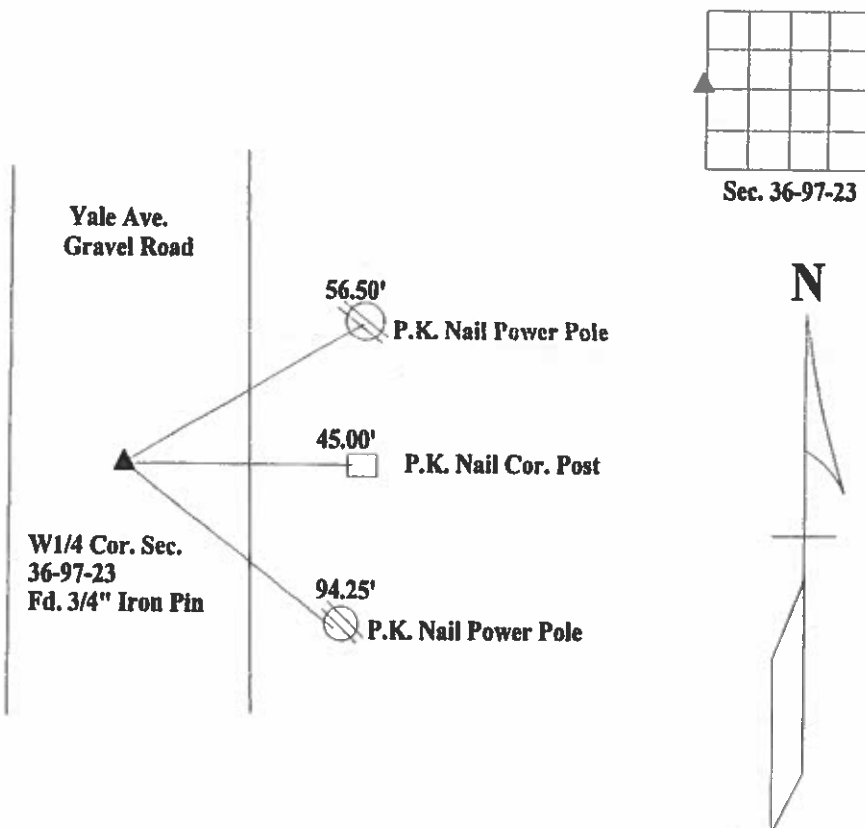 Sec. 36-97-23
Yale Ave.
Gravel Road
N
56.50'
P.K. Nail Power Pole
45.00'
P.K. Nail Cor. Post
W1/4 Cor. Sec.
36-97-23
Fd. 3/4" Iron Pin
94.25'
P.K. Nail Power Pole